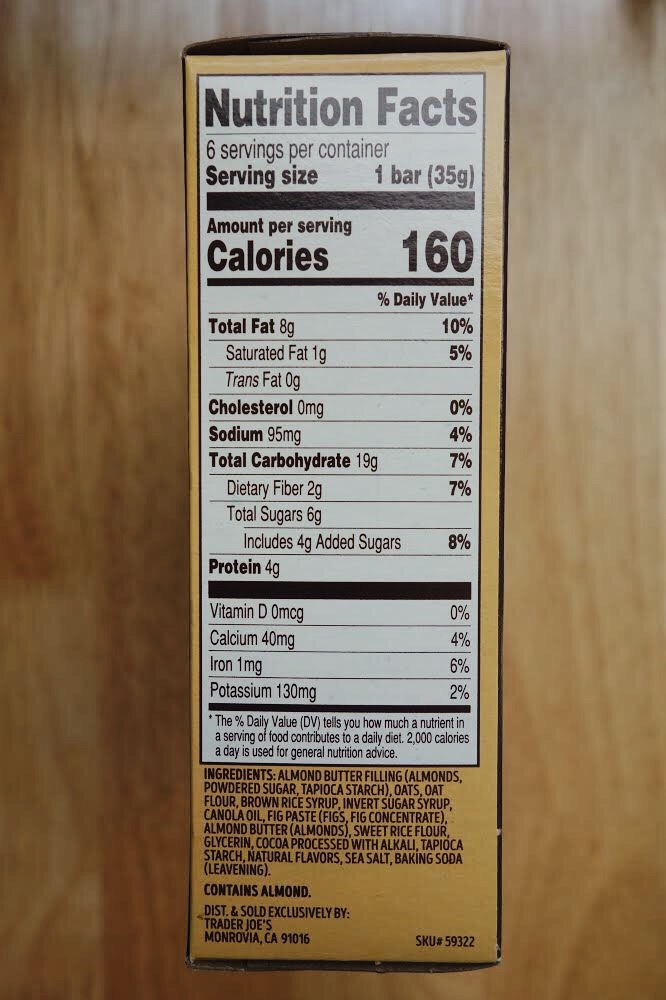 Nutrition Facts
6 servings per container
Serving size 1 bar (35g)
Amount per serving
Calories 160
% Daily Value*
Total Fat 8g 10%
Saturated Fat 1g 5%
Trans Fat 0g
Cholesterol 0mg 0%
Sodium 95mg 4%
Total Carbohydrate 19g 7%
Dietary Fiber 2g 7%
Total Sugars 6g
Includes 4g Added Sugars 8%
Protein 4g
Vitamin D 0mcg 0%
Calcium 40mg 4%
Iron 1mg 6%
Potassium 130mg 2%
* The % Daily Value (DV) tells you how much a nutrient in
a serving of food contributes to a daily diet. 2,000 calories
a day is used for general nutrition advice.
INGREDIENTS: ALMOND BUTTER FILLING (ALMONDS,
POWDERED SUGAR, TAPIOCA STARCH), OATS, OAT
FLOUR, BROWN RICE SYRUP, INVERT SUGAR SYRUP,
CANOLA OIL, FIG PASTE (FIGS, FIG CONCENTRATE),
ALMOND BUTTER (ALMONDS), SWEET RICE FLOUR,
GLYCERIN, COCOA PROCESSED WITH ALKALI, TAPIOCA
STARCH, NATURAL FLAVORS, SEA SALT, BAKING SODA
(LEAVENING).
CONTAINS ALMOND.
DIST. & SOLD EXCLUSIVELY BY:
TRADER JOE'S
MONROVIA, CA 91016 SKU# 59322